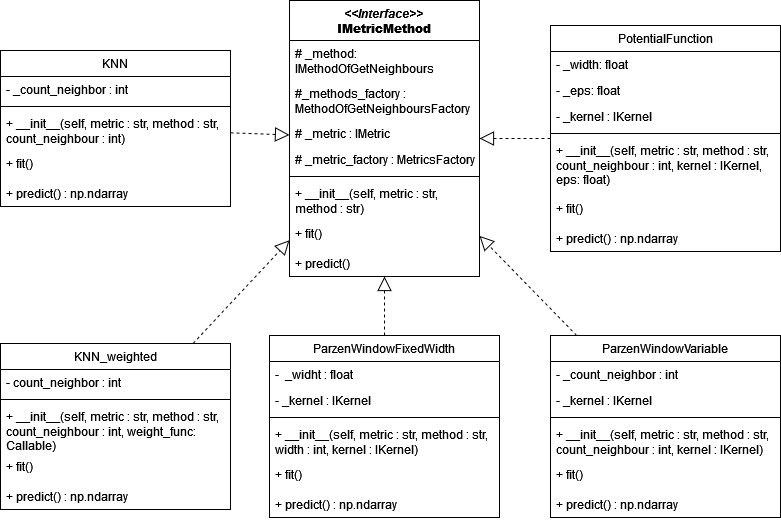 <<Interface>>
IMetricMethod
# _method:
IMethodOfGetNeighbours
#_methods_factory :
MethodOfGetNeighboursFactory
# _metric : IMetric
# _metric_factory : MetricsFactory
+ __init__(self, metric : str,
method : str)
+ fit()
+ predict()
KNN
- _count_neighbor : int
+ __init__(self, metric : str, method : str,
count_neighbour : int)
+ fit()
+ predict() : np.ndarray
PotentialFunction
- _width: float
- _eps: float
- _kernel : IKernel
+ __init__(self, metric : str, method : str,
count_neighbour : int, kernel : IKernel,
eps: float)
+ fit()
+ predict() : np.ndarray
KNN_weighted
- count_neighbor : int
+ __init__(self, metric : str, method : str,
count_neighbour : int, weight_func:
Callable)
+ fit()
+ predict() : np.ndarray
ParzenWindowFixedWidth
- _widht : float
- _kernel : IKernel
+ __init__(self, metric : str, method : str,
width : int, kernel : IKernel)
+ fit()
+ predict() : np.ndarray
ParzenWindowVariable
- _count_neighbor : int
- _kernel : IKernel
+ __init__(self, metric : str, method : str,
count_neighbour : int, kernel : IKernel)
+ fit()
+ predict() : np.ndarray